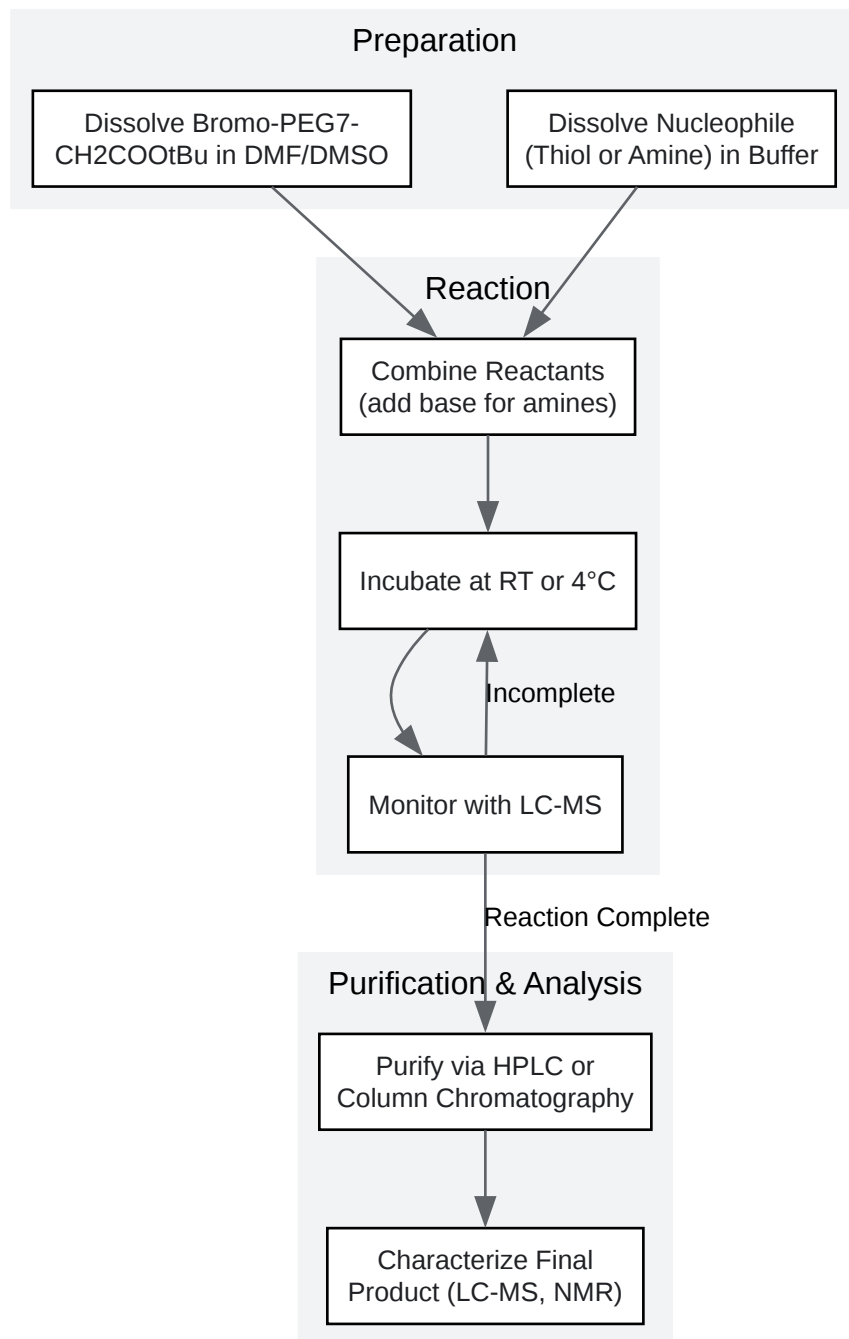 Preparation
Dissolve Bromo-PEG7-
CH2COOtBu in DMF/DMSO
Dissolve Nucleophile
(Thiol or Amine) in Buffer
Reaction
Combine Reactants
(add base for amines)
Incubate at RT or 4°C
Incomplete
Monitor with LC-MS
Reaction Complete
Purification & Analysis
Purify via HPLC or
Column Chromatography
Characterize Final
Product (LC-MS, NMR)